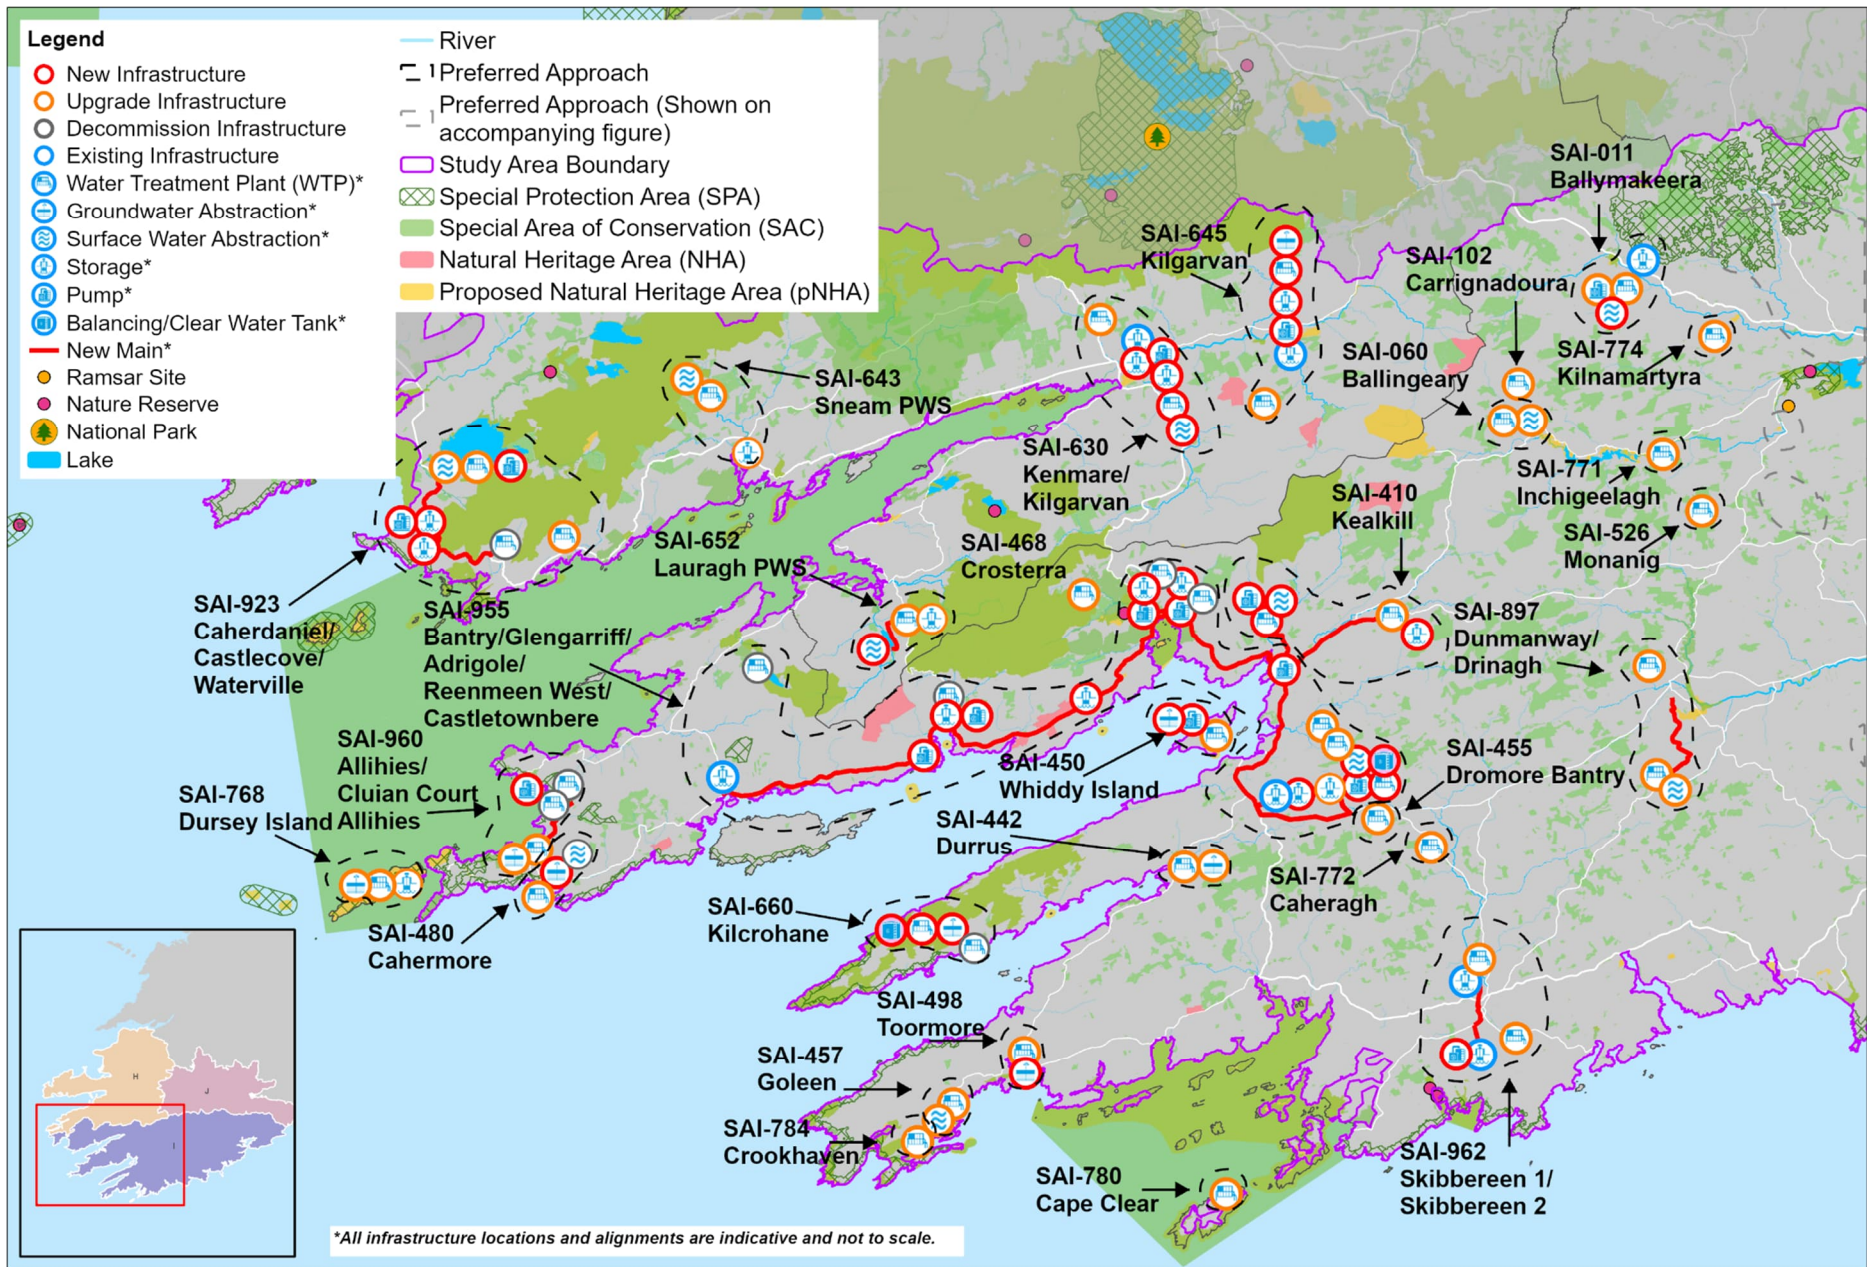 Legend
New Infrastructure
Upgrade Infrastructure
Decommission Infrastructure
Existing Infrastructure
Water Treatment Plant (WTP)*
Groundwater Abstraction*
Surface Water Abstraction*
Storage*
Pump*
Balancing/Clear Water Tank*
New Main*
Ramsar Site
Nature Reserve
National Park
Lake
River
Preferred Approach
Preferred Approach (Shown on
accompanying figure)
Study Area Boundary
Special Protection Area (SPA)
Special Area of Conservation (SAC)
Natural Heritage Area (NHA)
Proposed Natural Heritage Area (pNHA)
SAI-011
Ballymakeera
SAI-645
Kilgarvan
SAI-102
Carrignadoura
SAI-060
Ballingeary
SAI-774
Kilnamartyra
SAI-643
Sneam PWS
SAI-630
Kenmare/
Kilgarvan
SAI-771
Inchigeelagh
SAI-410
Kealkill
SAI-526
Monanig
SAI-652
Lauragh PWS
SAI-468
Crosterra
SAI-923
Caherdaniel/
Castlecove/
Waterville
SAI-955
Bantry/Glengarriff/
Adrigole/
Reenmeen West/
Castletownbere
SAI-897
Dunmanway/
Drinagh
SAI-960
Allihies/
Cluian Court
Allihies
SAI-450
Whiddy Island
SAI-455
Dromore Bantry
SAI-768
Dursey Island
SAI-442
Durrus
SAI-772
Caheragh
SAI-480
Cahermore
SAI-660
Kilcrohane
SAI-498
Toormore
SAI-457
Goleen
SAI-784
Crookhaven
SAI-780
Cape Clear
SAI-962
Skibbereen 1/
Skibbereen 2
H
J
I
*All infrastructure locations and alignments are indicative and not to scale.